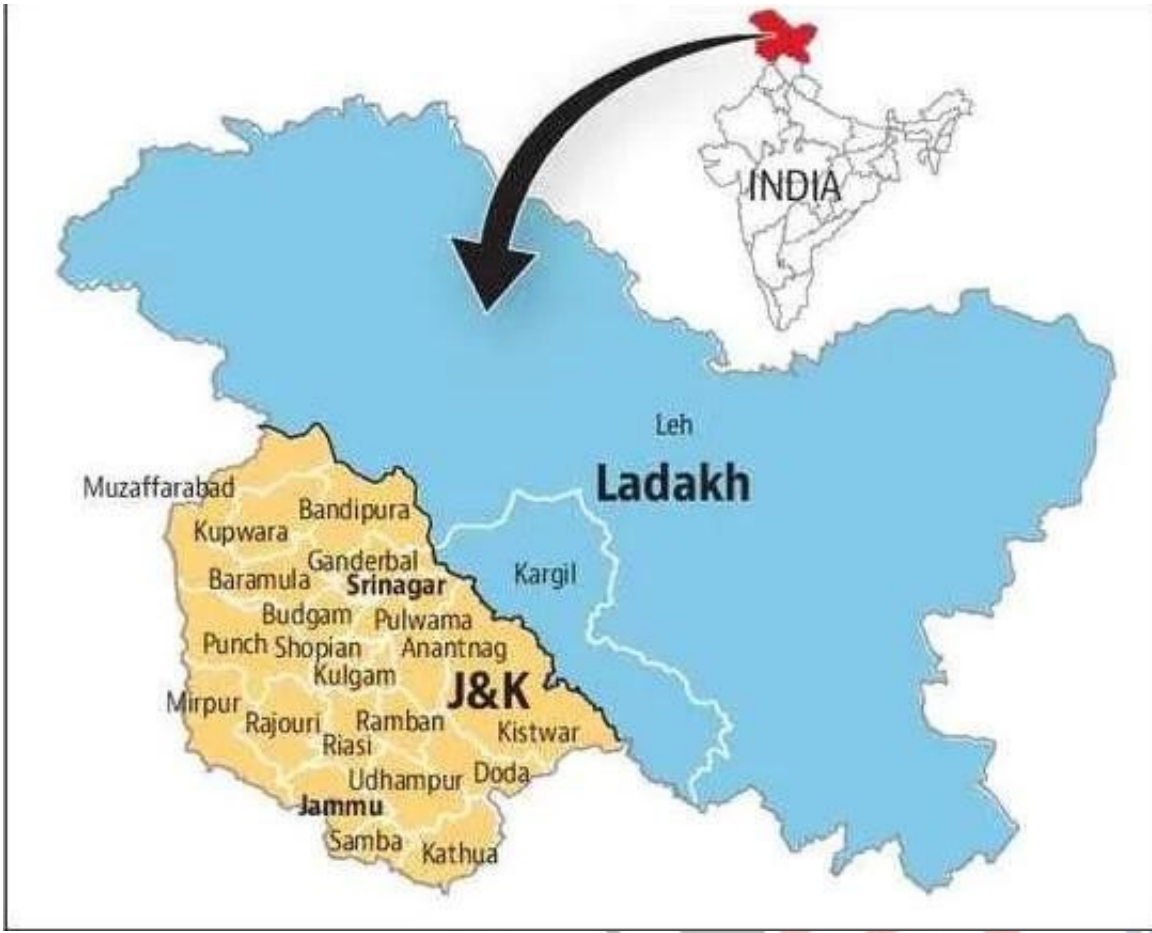 INDIA
Leh
Ladakh
Muzaffarabad
Bandipura
Kupwara
Ganderbal
Kargil
Baramula
Srinagar
Budgam
Pulwama
Punch
Shopian
Anantnag
Kulgam
J&K
Mirpur
Rajouri
Ramban
Kistwar
Riasi
Udhampur
Doda
Jammu
Samba
Kathua